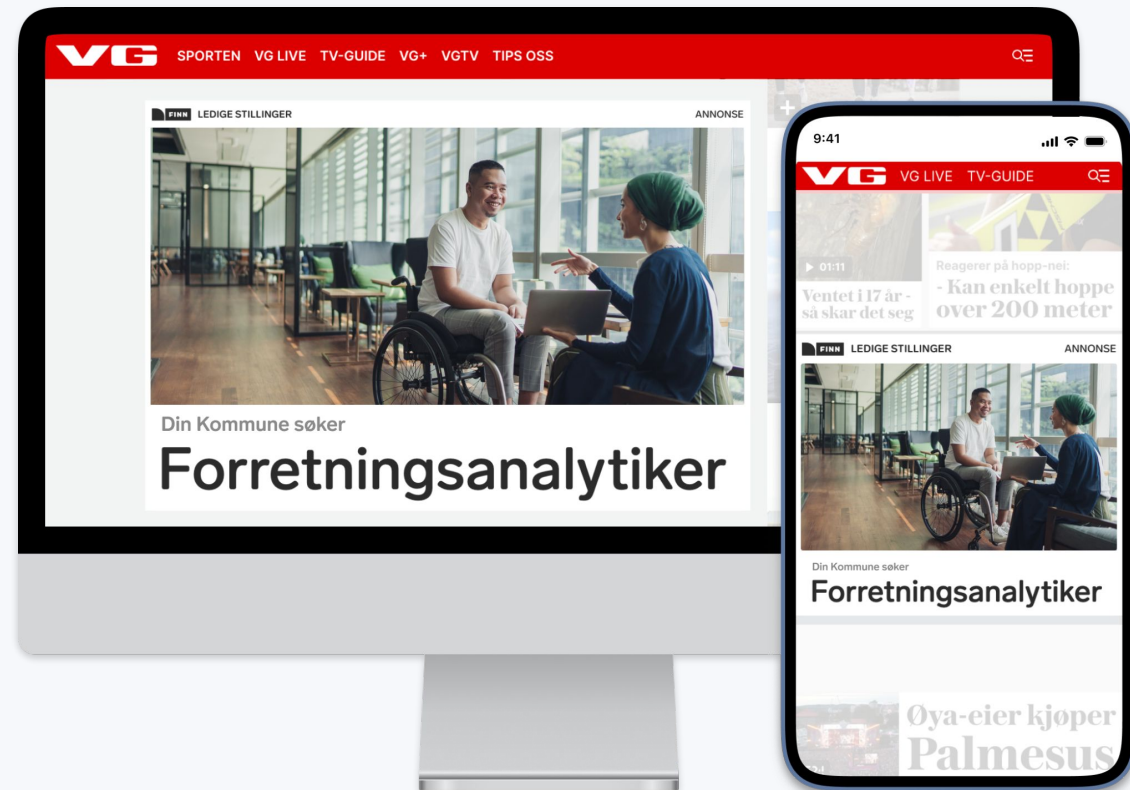 VG SPORTEN VG LIVE TV-GUIDE VG+ VGTV TIPS OSS
FINN LEDIGE STILLINGER ANNONSE
Din Kommune søker
Forretningsanalytiker
9:41
VG VG LIVE TV-GUIDE
01:11
Ventet i 17 år -
så skar det seg
Reagerer på hopp-nei:
- Kan enkelt hoppe
over 200 meter
FINN LEDIGE STILLINGER ANNONSE
Din Kommune søker
Forretningsanalytiker
Øya-eier kjøper
Palmesus